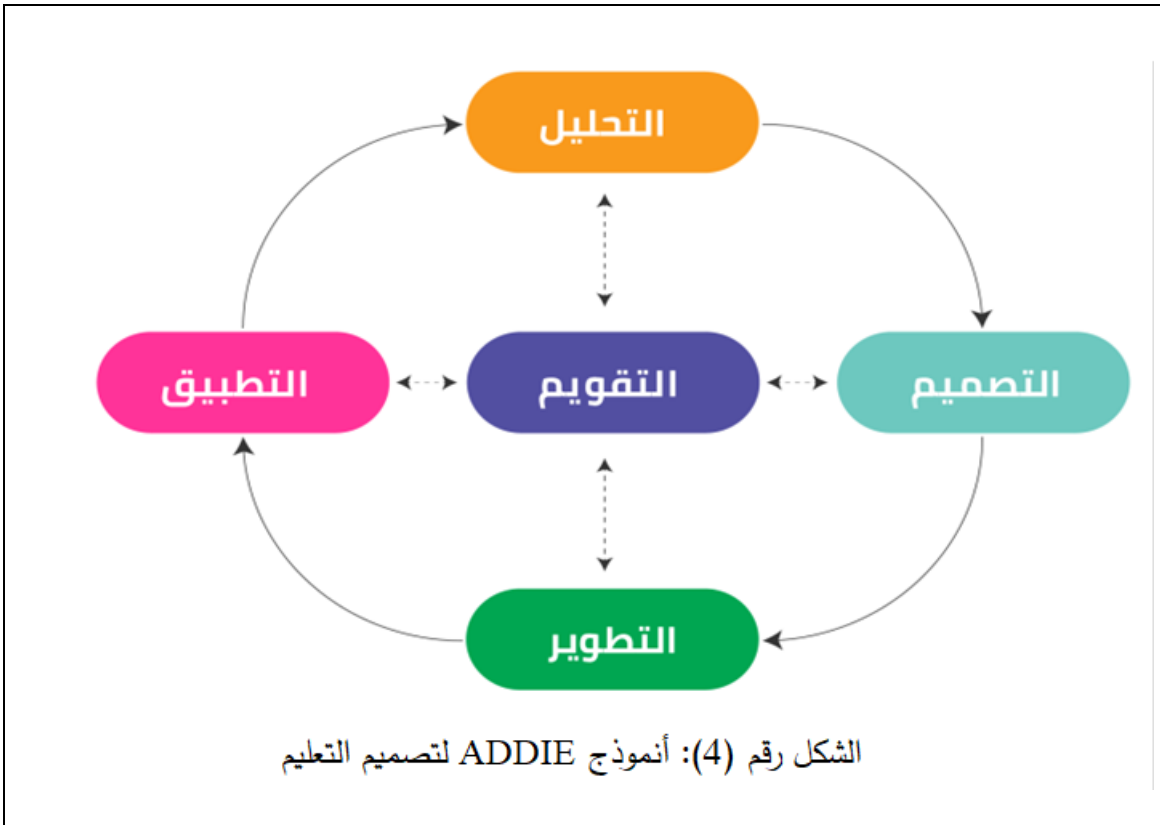 التحليل
التصميم
التقويم
التطبيق
التطوير
الشكل رقم (4): أنموذج ADDIE لتصميم التعليم